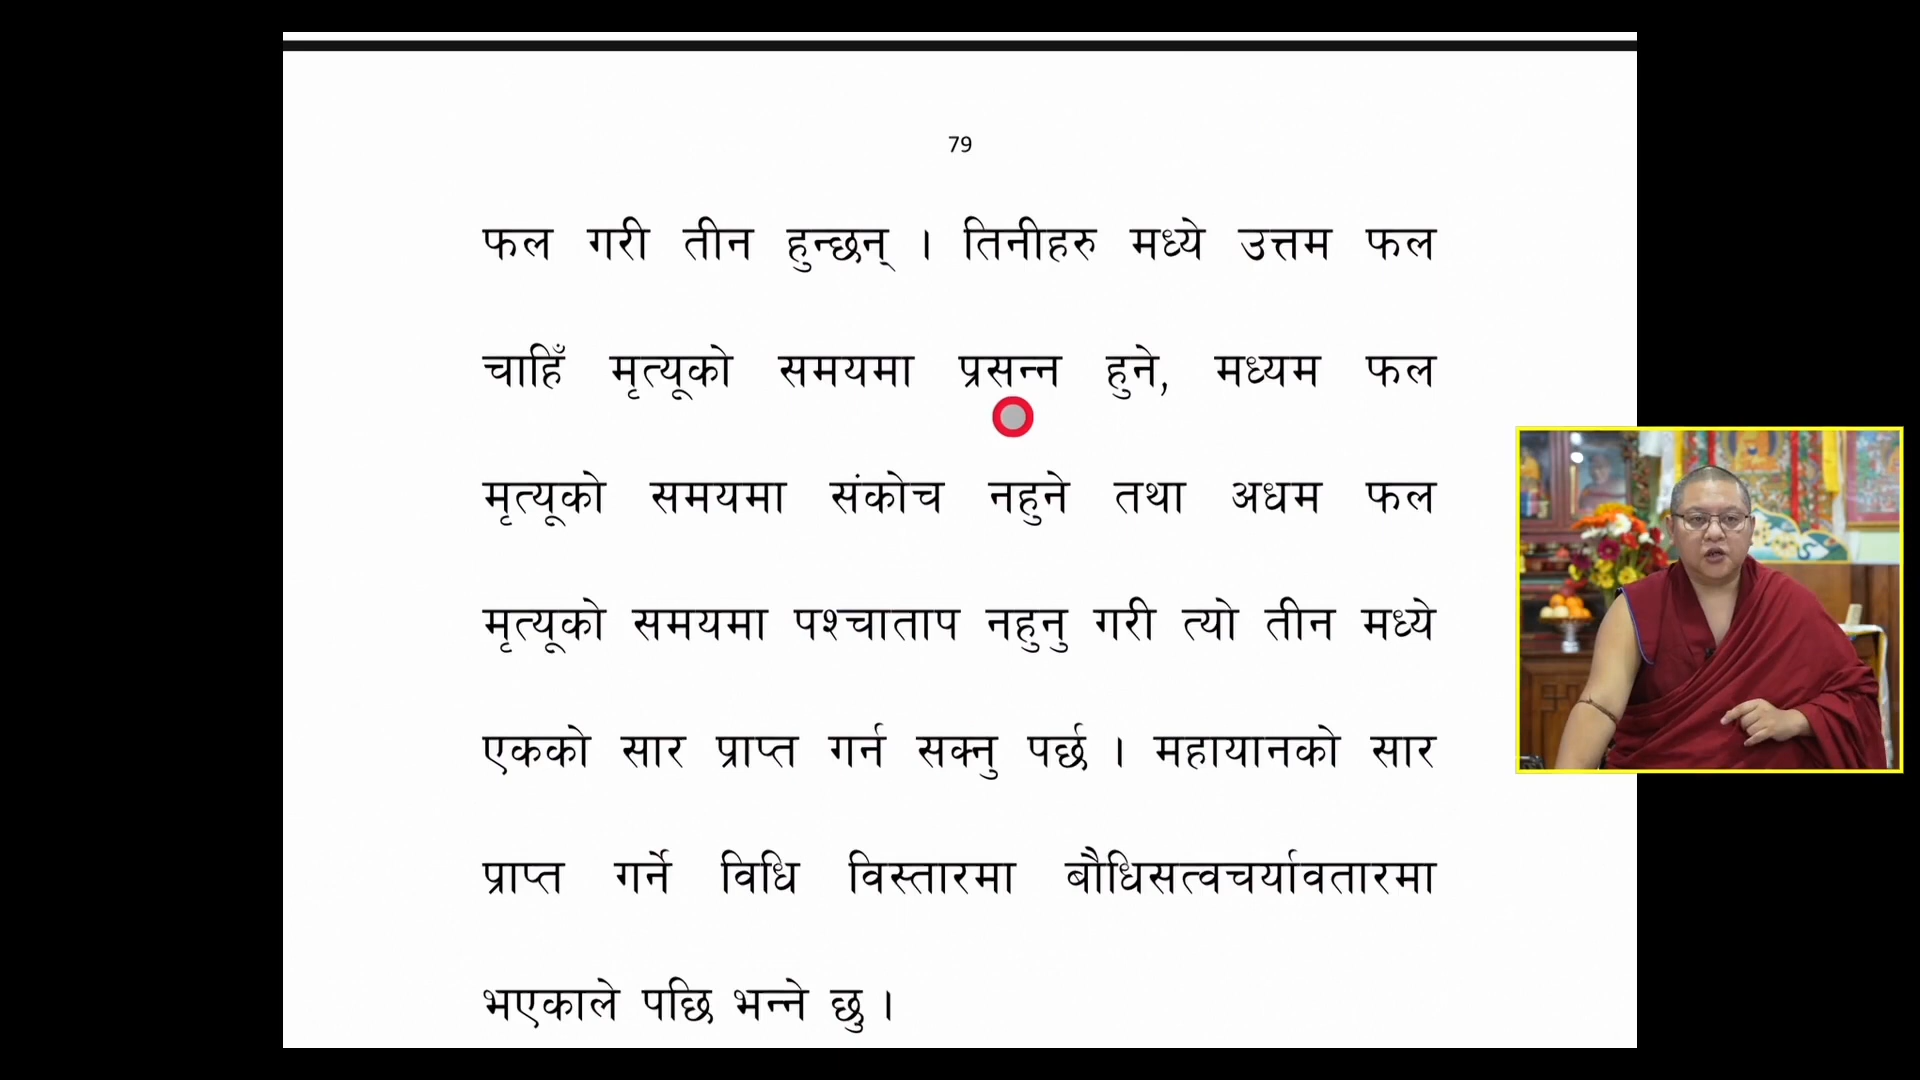 79
फल गरी तीन हुन्छन् । तिनीहरु मध्ये उत्तम फल
चाहिँ मृत्यूको समयमा प्रसन्न हुने, मध्यम फल
मृत्यूको समयमा संकोच नहुने तथा अधम फल
मृत्यूको समयमा पश्चाताप नहुनु गरी त्यो तीन मध्ये
एकको सार प्राप्त गर्न सक्नु पर्छ । महायानको सार
प्राप्त गर्ने विधि विस्तारमा बौधिसत्वचर्यावतारमा
भएकाले पछि भन्ने छु ।